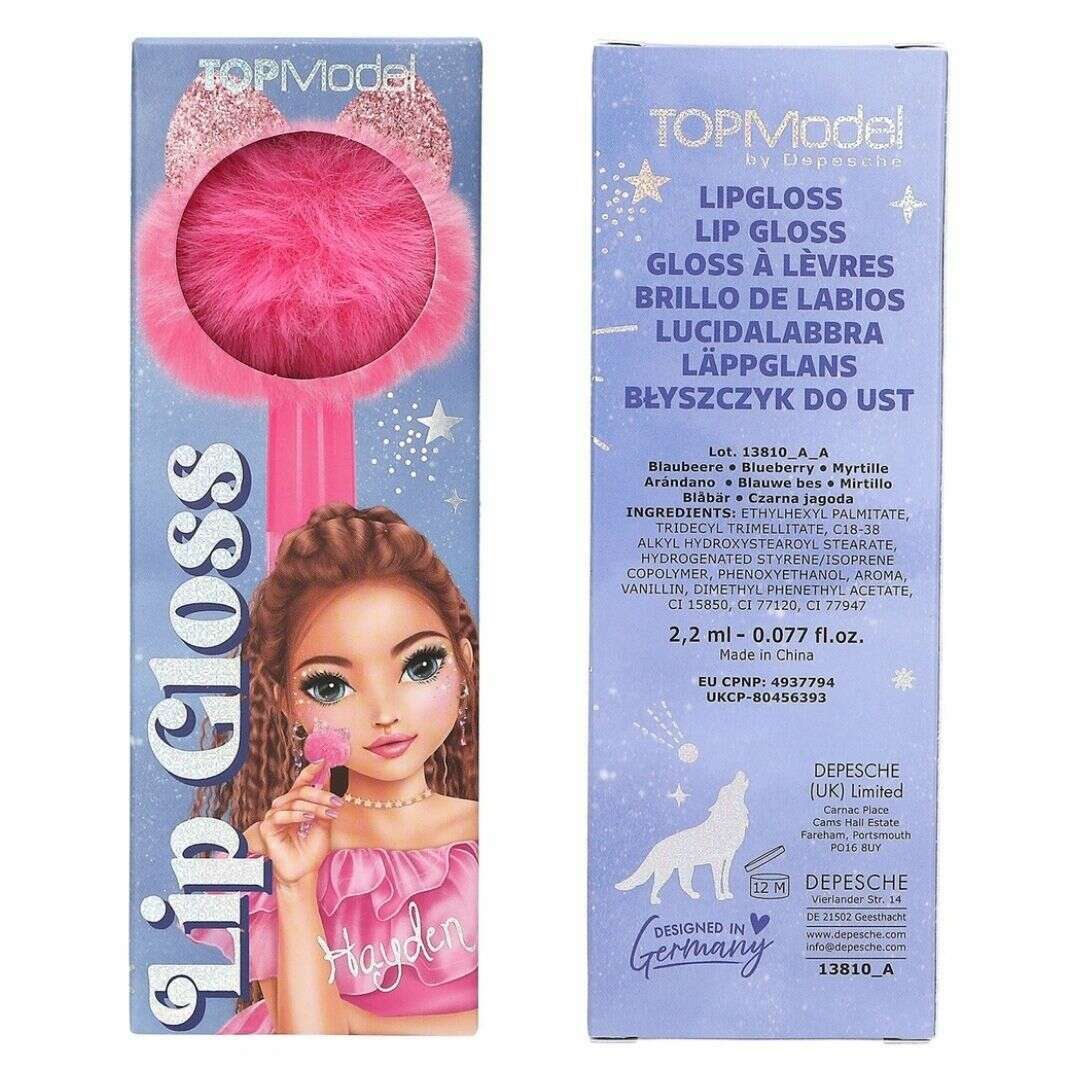 TOPModel
Lip Gloss
Hayden
TOPModel
by Depesche
LIPGLOSS
LIP GLOSS
GLOSS À LÈVRES
BRILLO DE LABIOS
LUCIDALABBRA
LÄPPGLANS
BŁYSZCZYK DO UST
Lot. 13810_A_A
Blaubeere • Blueberry • Myrtille
Arándano • Blauwe bes • Mirtillo
Blåbär • Czarna jagoda
INGREDIENTS: ETHYLHEXYL PALMITATE,
TRIDECYL TRIMELLITATE, C18-38
ALKYL HYDROXYSTEAROYL STEARATE,
HYDROGENATED STYRENE/ISOPRENE
COPOLYMER, PHENOXYETHANOL, AROMA,
VANILLIN, DIMETHYL PHENETHYL ACETATE,
CI 15850, CI 77120, CI 77947
2,2 ml - 0.077 fl.oz.
Made in China
EU CPNP: 4937794
UKCP-80456393
DEPESCHE
(UK) Limited
Carnac Place
Cams Hall Estate
Fareham, Portsmouth
PO16 8UY
12 M
DEPESCHE
Vierlander Str. 14
DE 21502 Geesthacht
www.depesche.com
info@depesche.com
13810_A
DESIGNED IN
Germany